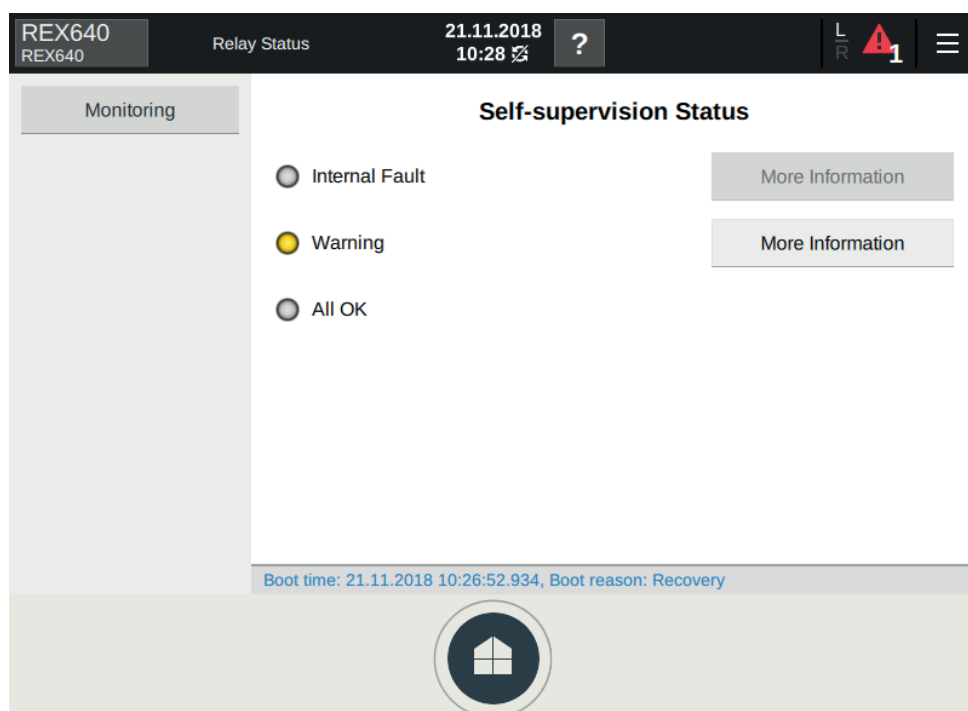 REX640
REX640
Relay Status
21.11.2018
10:28
?
L
R
1
Monitoring
Self-supervision Status
Internal Fault
More Information
Warning
More Information
All OK
Boot time: 21.11.2018 10:26:52.934, Boot reason: Recovery